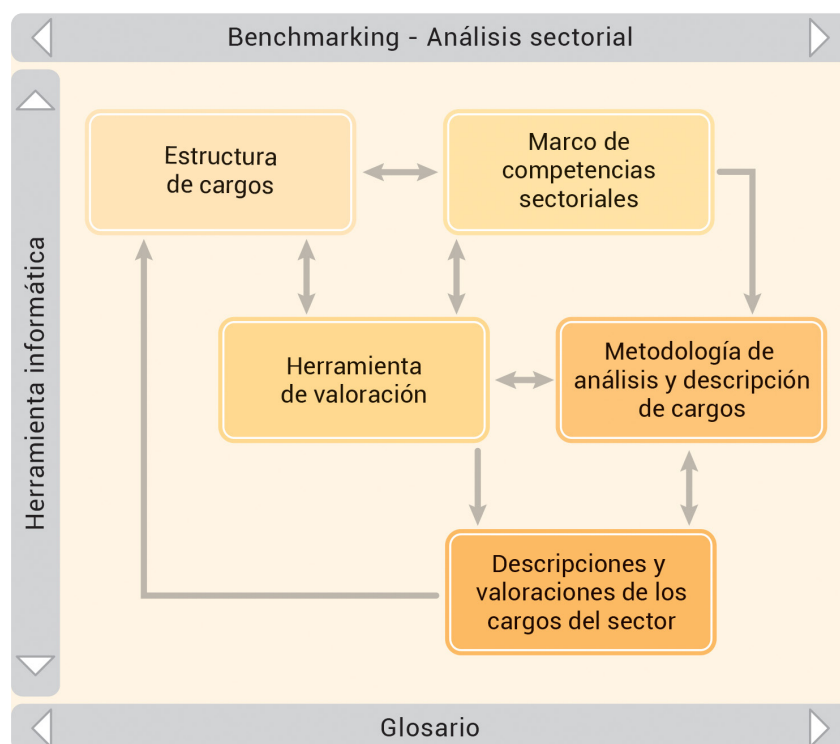 Benchmarking - Análisis sectorial
Herramienta informática
Estructura
de cargos
Marco de
competencias
sectoriales
Herramienta
de valoración
Metodología de
análisis y descripción
de cargos
Descripciones y
valoraciones de los
cargos del sector
Glosario